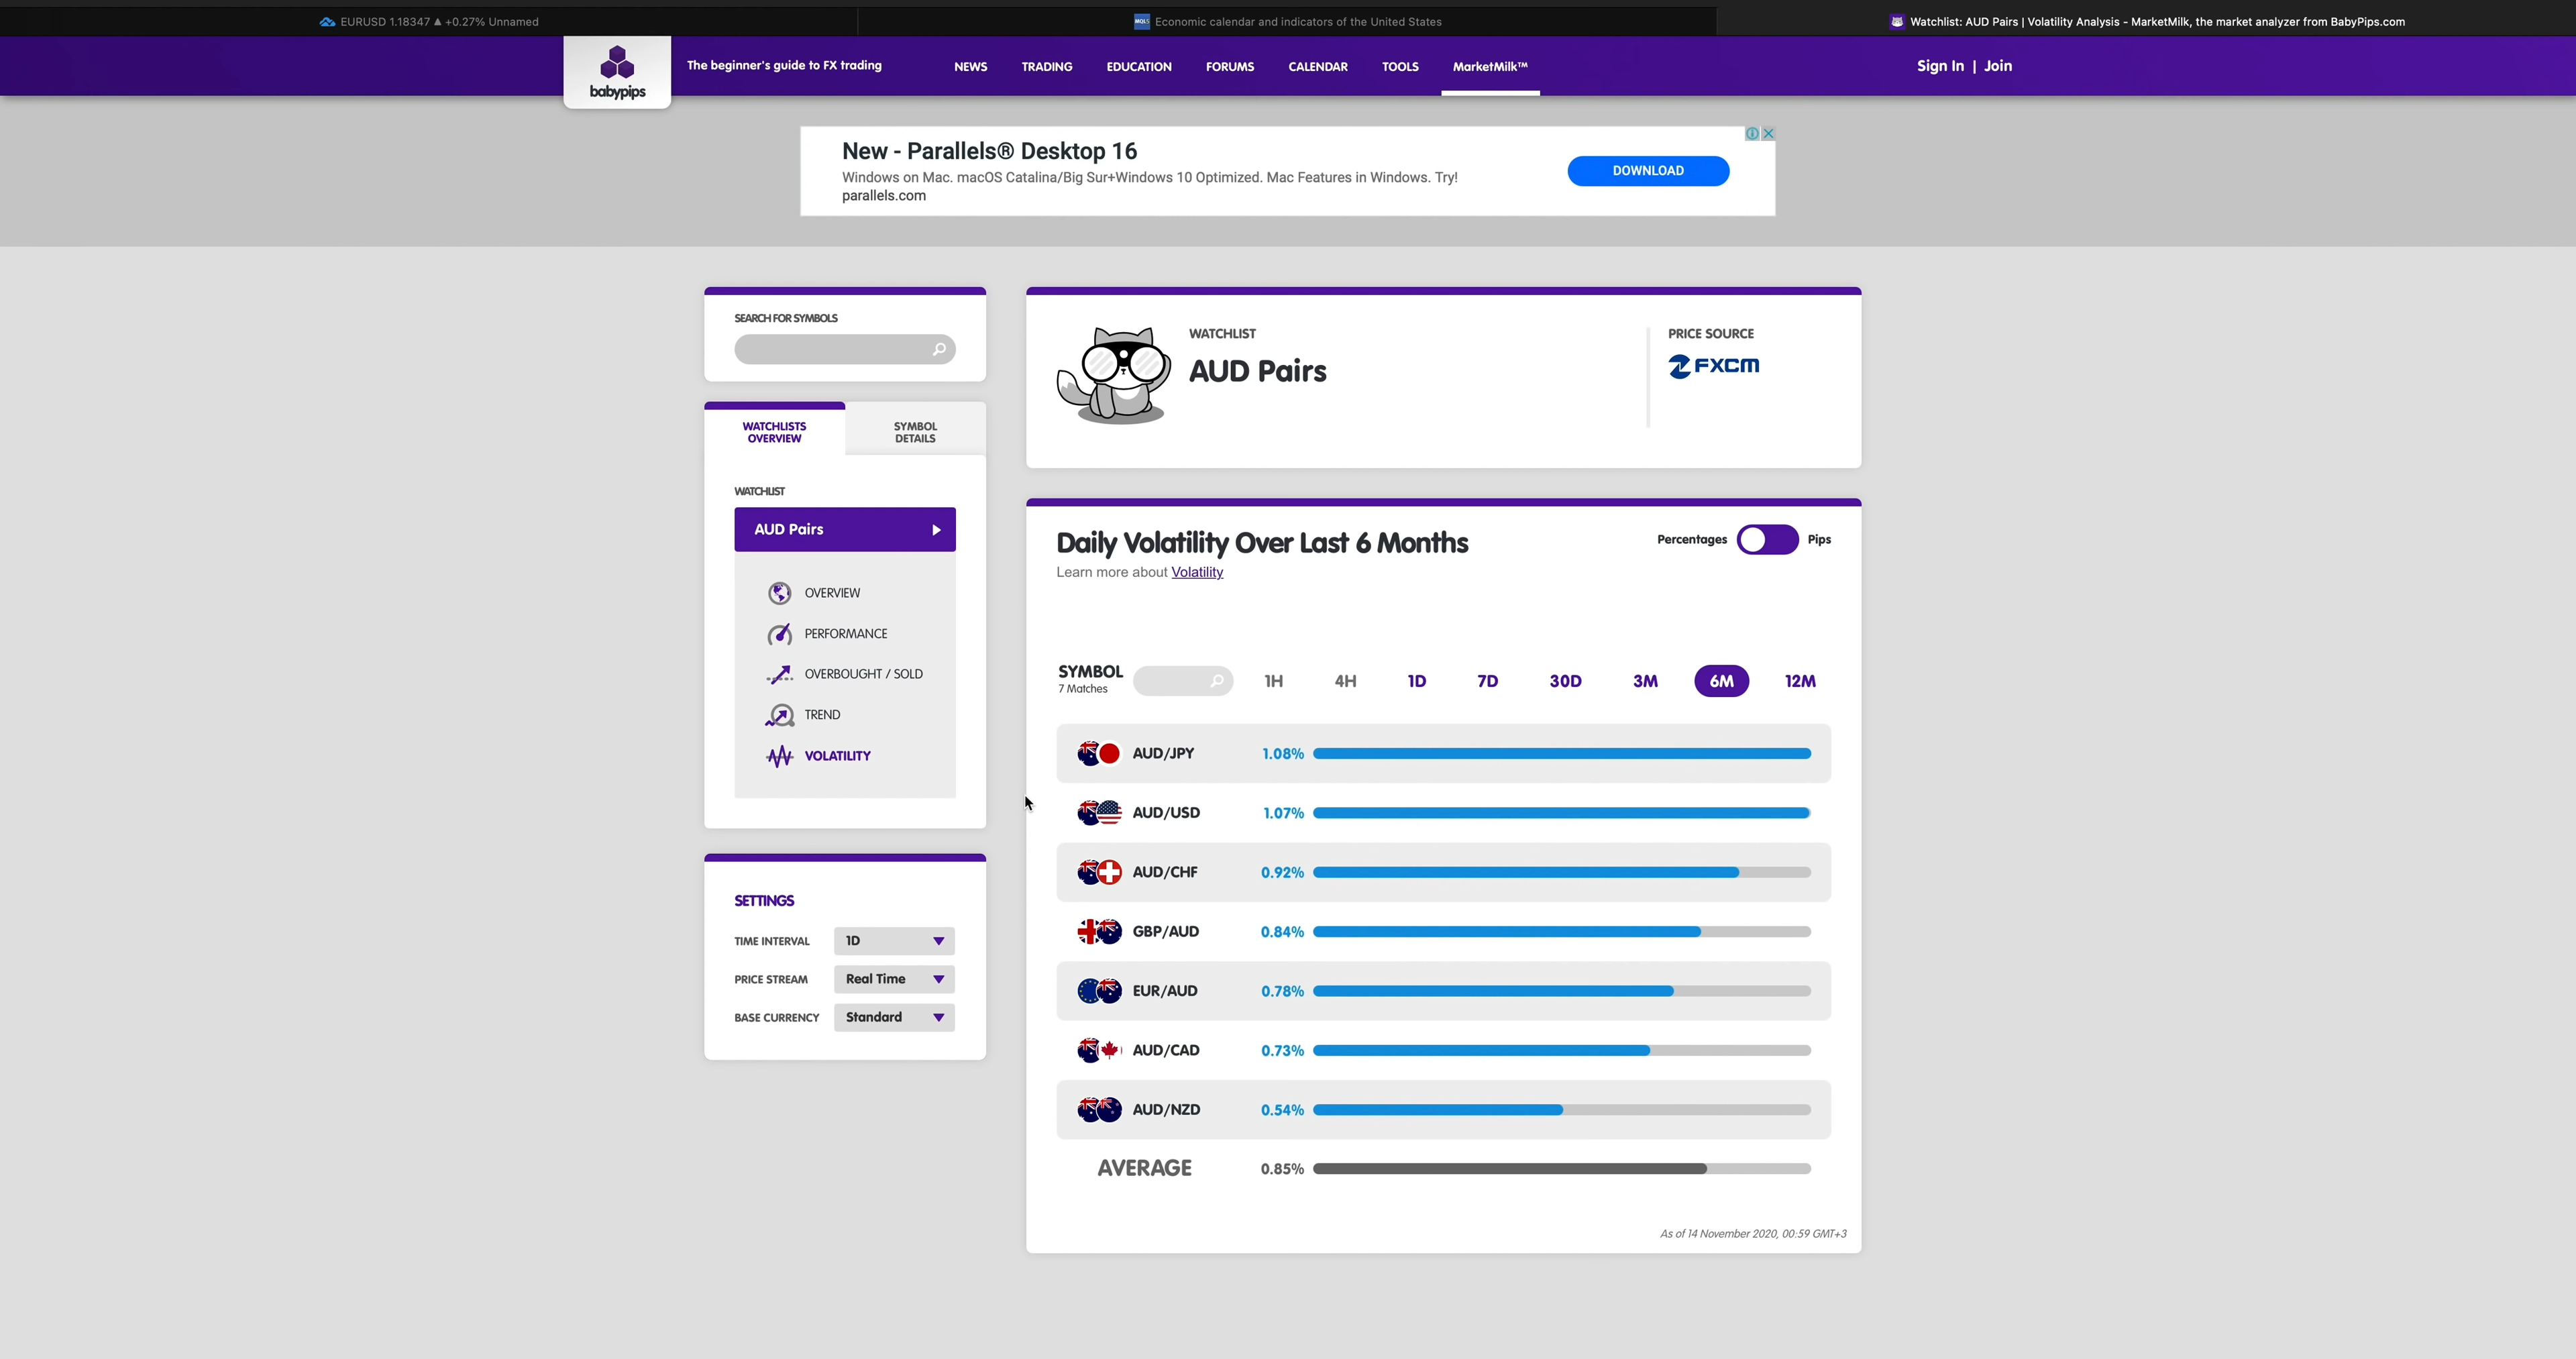 EURUSD 1.18347 ▲ +0.27% Unnamed
MQL5 Economic calendar and indicators of the United States
Watchlist: AUD Pairs | Volatility Analysis - MarketMilk, the market analyzer from BabyPips.com
babypips
The beginner's guide to FX trading
NEWS TRADING EDUCATION FORUMS CALENDAR TOOLS MarketMilk™
Sign In | Join
New - Parallels® Desktop 16
Windows on Mac. macOS Catalina/Big Sur+Windows 10 Optimized. Mac Features in Windows. Try!
parallels.com
DOWNLOAD
SEARCH FOR SYMBOLS
WATCHLISTS
OVERVIEW
SYMBOL
DETAILS
WATCHLIST
AUD Pairs
OVERVIEW
PERFORMANCE
OVERBOUGHT / SOLD
TREND
VOLATILITY
SETTINGS
TIME INTERVAL 1D
PRICE STREAM Real Time
BASE CURRENCY Standard
WATCHLIST
AUD Pairs
PRICE SOURCE
FXCM
Daily Volatility Over Last 6 Months
Learn more about Volatility
Percentages Pips
SYMBOL
7 Matches
1H 4H 1D 7D 30D 3M 6M 12M
AUD/JPY 1.08%
AUD/USD 1.07%
AUD/CHF 0.92%
GBP/AUD 0.84%
EUR/AUD 0.78%
AUD/CAD 0.73%
AUD/NZD 0.54%
AVERAGE 0.85%
As of 14 November 2020, 00:59 GMT+3